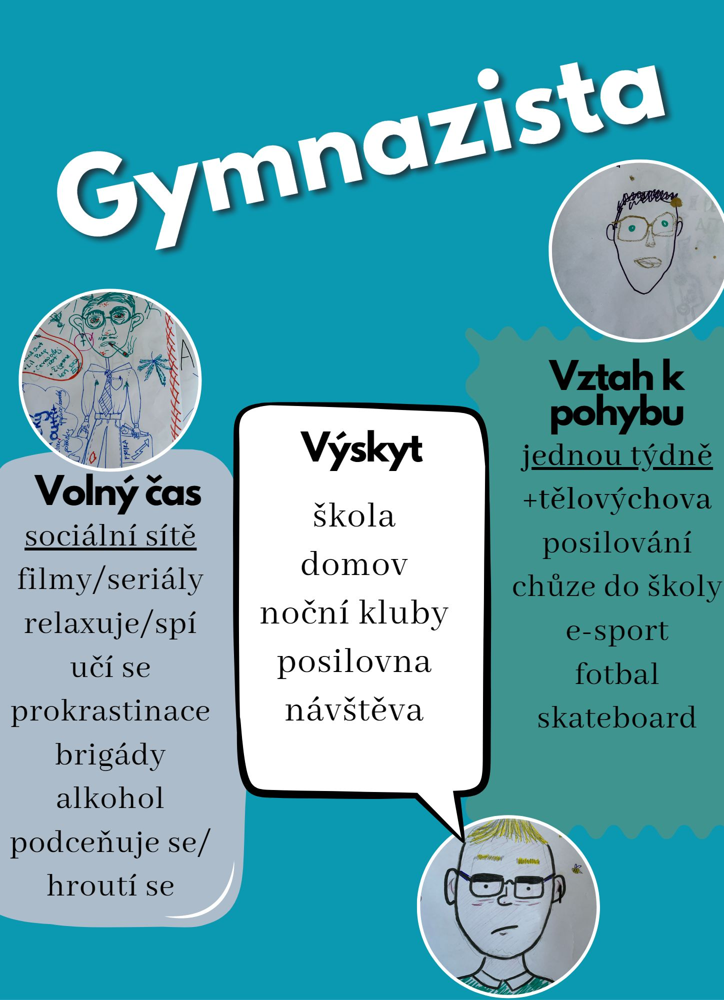 Gymnazista
Lil Peep
FYZIKA
A
Volný čas
sociální sítě
filmy/seriály
relaxuje/spí
učí se
prokrastinace
brigády
alkohol
podceňuje se/
hroutí se
Výskyt
škola
domov
noční kluby
posilovna
návštěva
Vztah k
pohybu
jednou týdně
+tělovýchova
posilování
chůze do školy
e-sport
fotbal
skateboard